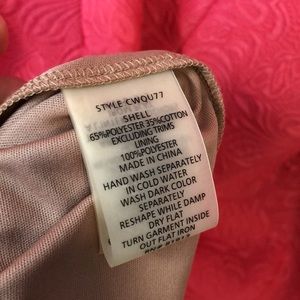 STYLE CWQU77
SHELL
65%POLYESTER 35%COTTON
EXCLUDING TRIMS
LINING
100%POLYESTER
MADE IN CHINA
HAND WASH SEPARATELY
IN COLD WATER
WASH DARK COLOR
SEPARATELY
RESHAPE WHILE DAMP
DRY FLAT
TURN GARMENT INSIDE
OUT FLAT IRON